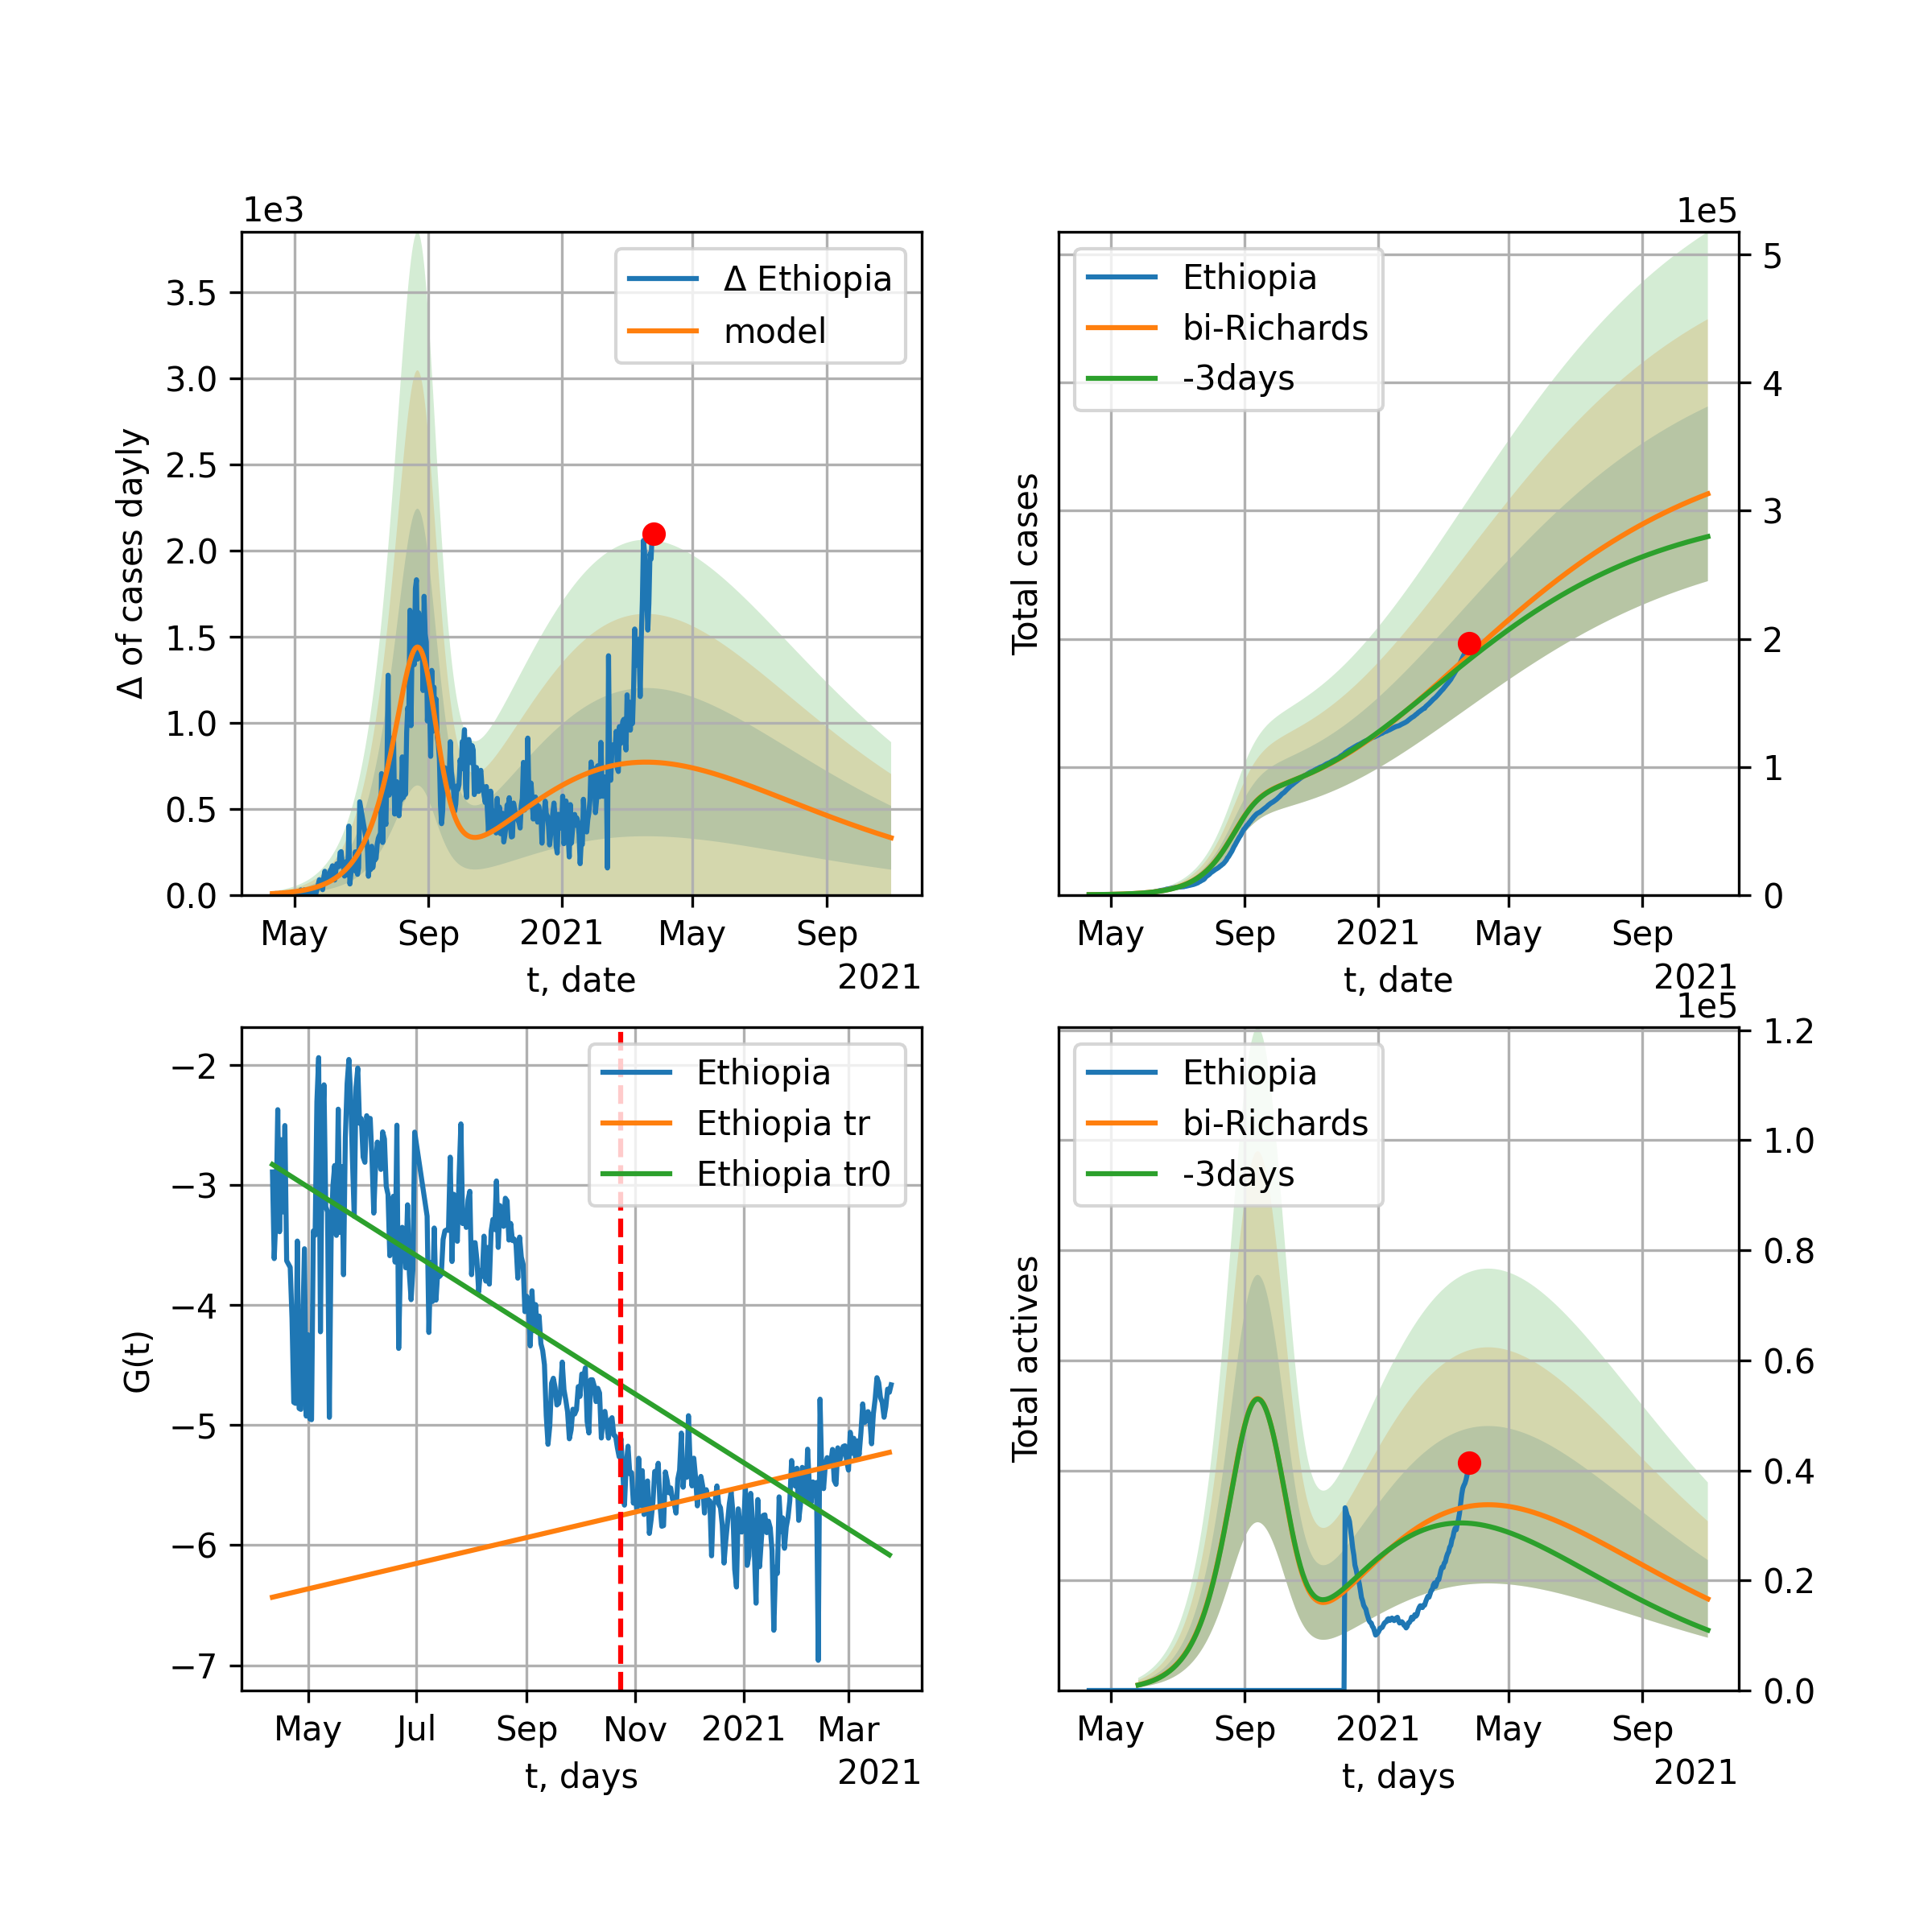 1e3
3.5
3.0
2.5
2.0
1.5
1.0
0.5
0.0
Δ of cases dayly
Δ Ethiopia
model
May Sep 2021 May Sep
t, date
2021
1e5
Total cases
Ethiopia
bi-Richards
-3days
5
4
3
2
1
0
May Sep 2021 May Sep
t, date
2021
−2
−3
−4
−5
−6
−7
G(t)
Ethiopia
Ethiopia tr
Ethiopia tr0
May Jul Sep Nov 2021 Mar
t, days
2021
1e5
Total actives
Ethiopia
bi-Richards
-3days
1.2
1.0
0.8
0.6
0.4
0.2
0.0
May Sep 2021 May Sep
t, days
2021